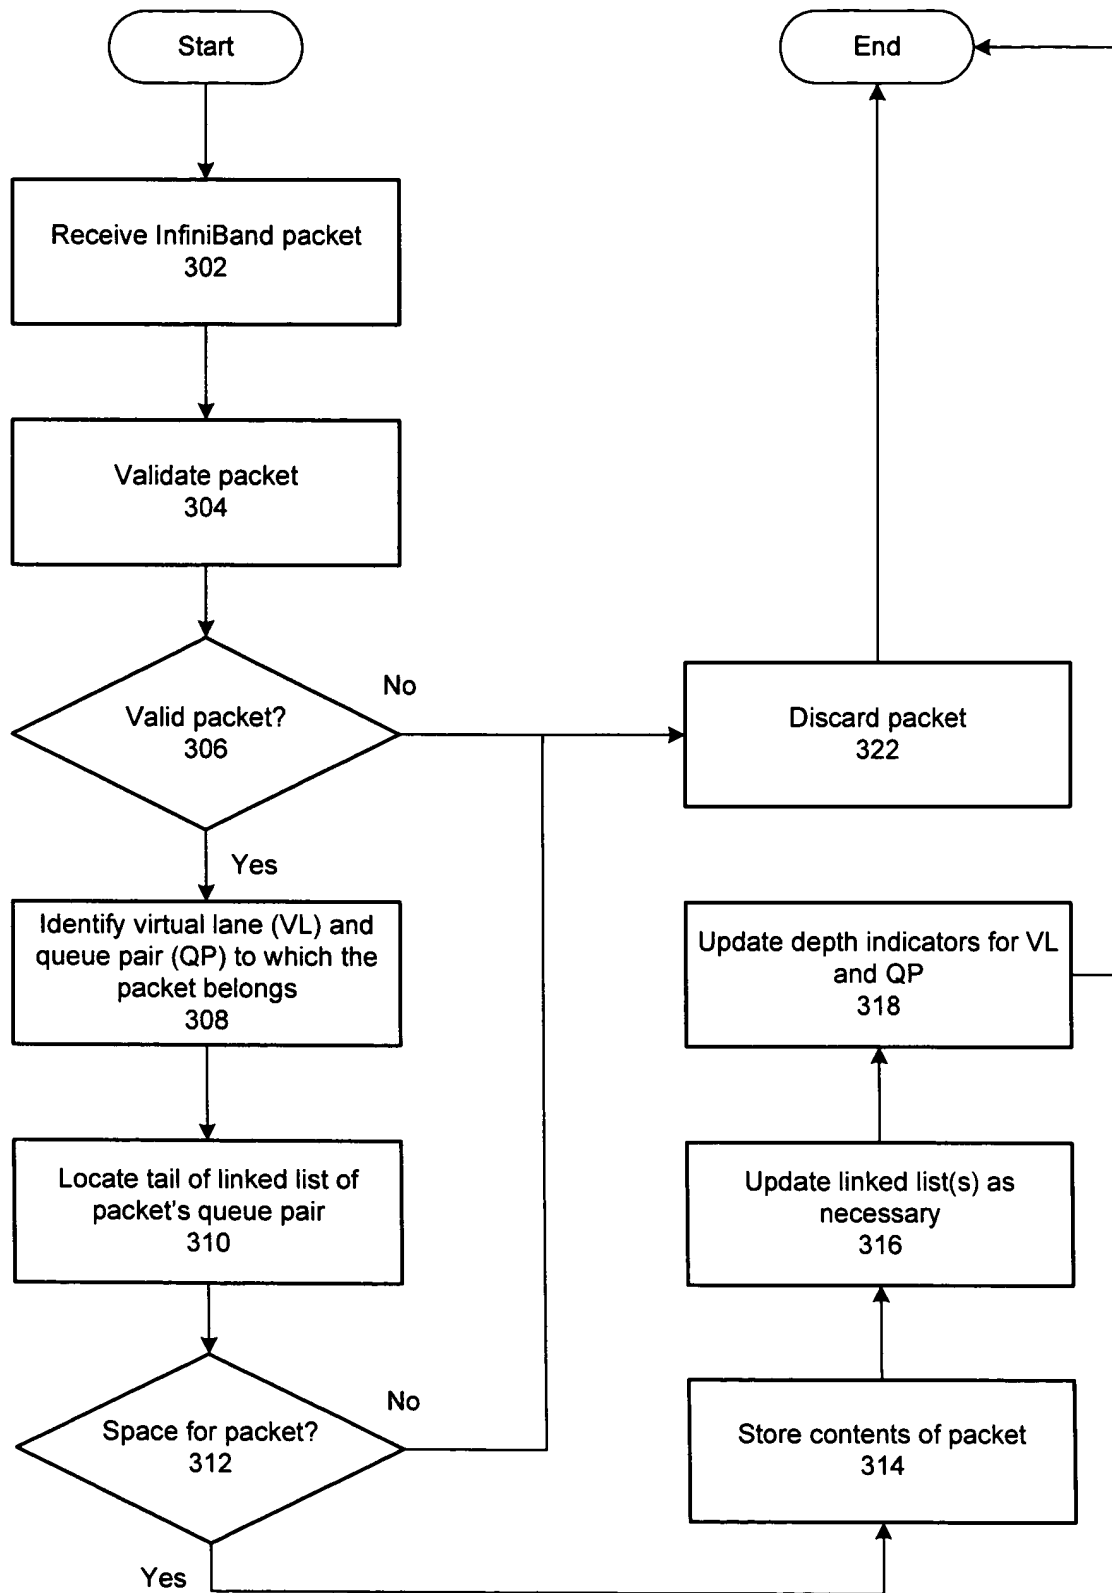 Start
End
Receive InfiniBand packet
302
Validate packet
304
No
Valid packet?
306
Discard packet
322
Yes
Identify virtual lane (VL) and
queue pair (QP) to which the
packet belongs
308
Update depth indicators for VL
and QP
318
Locate tail of linked list of
packet's queue pair
310
Update linked list(s) as
necessary
316
No
Space for packet?
312
Store contents of packet
314
Yes